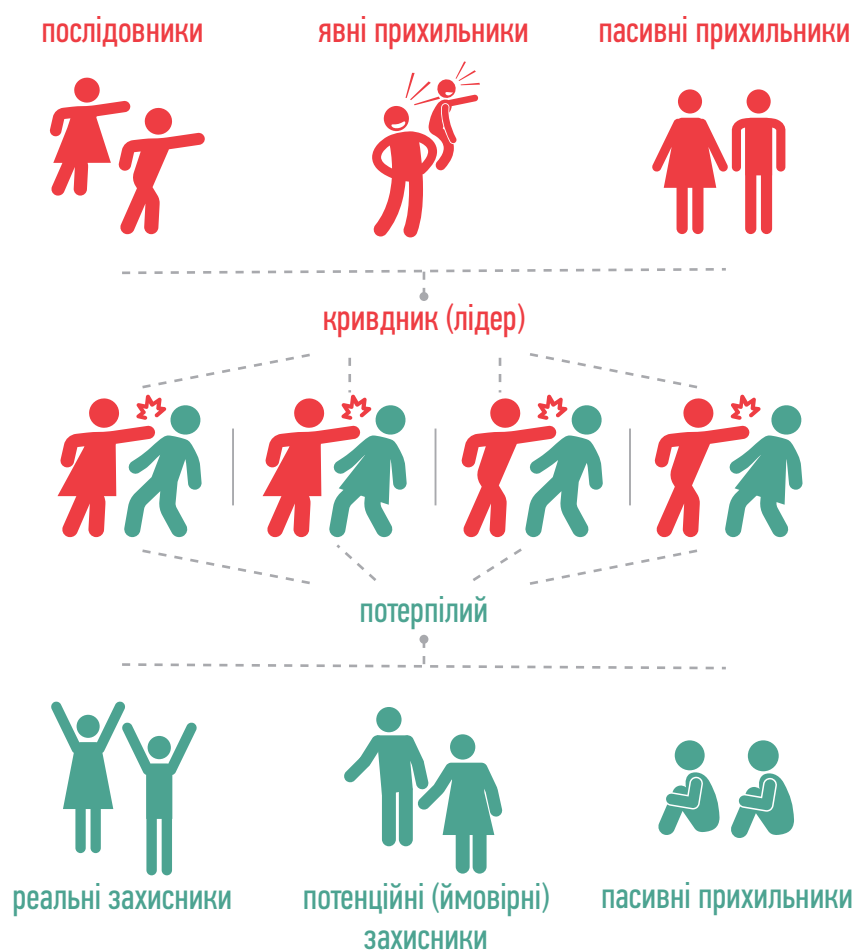 послідовники
явні прихильники
пасивні прихильники
кривдник (лідер)
потерпілий
реальні захисники
потенційні (ймовірні)
захисники
пасивні прихильники